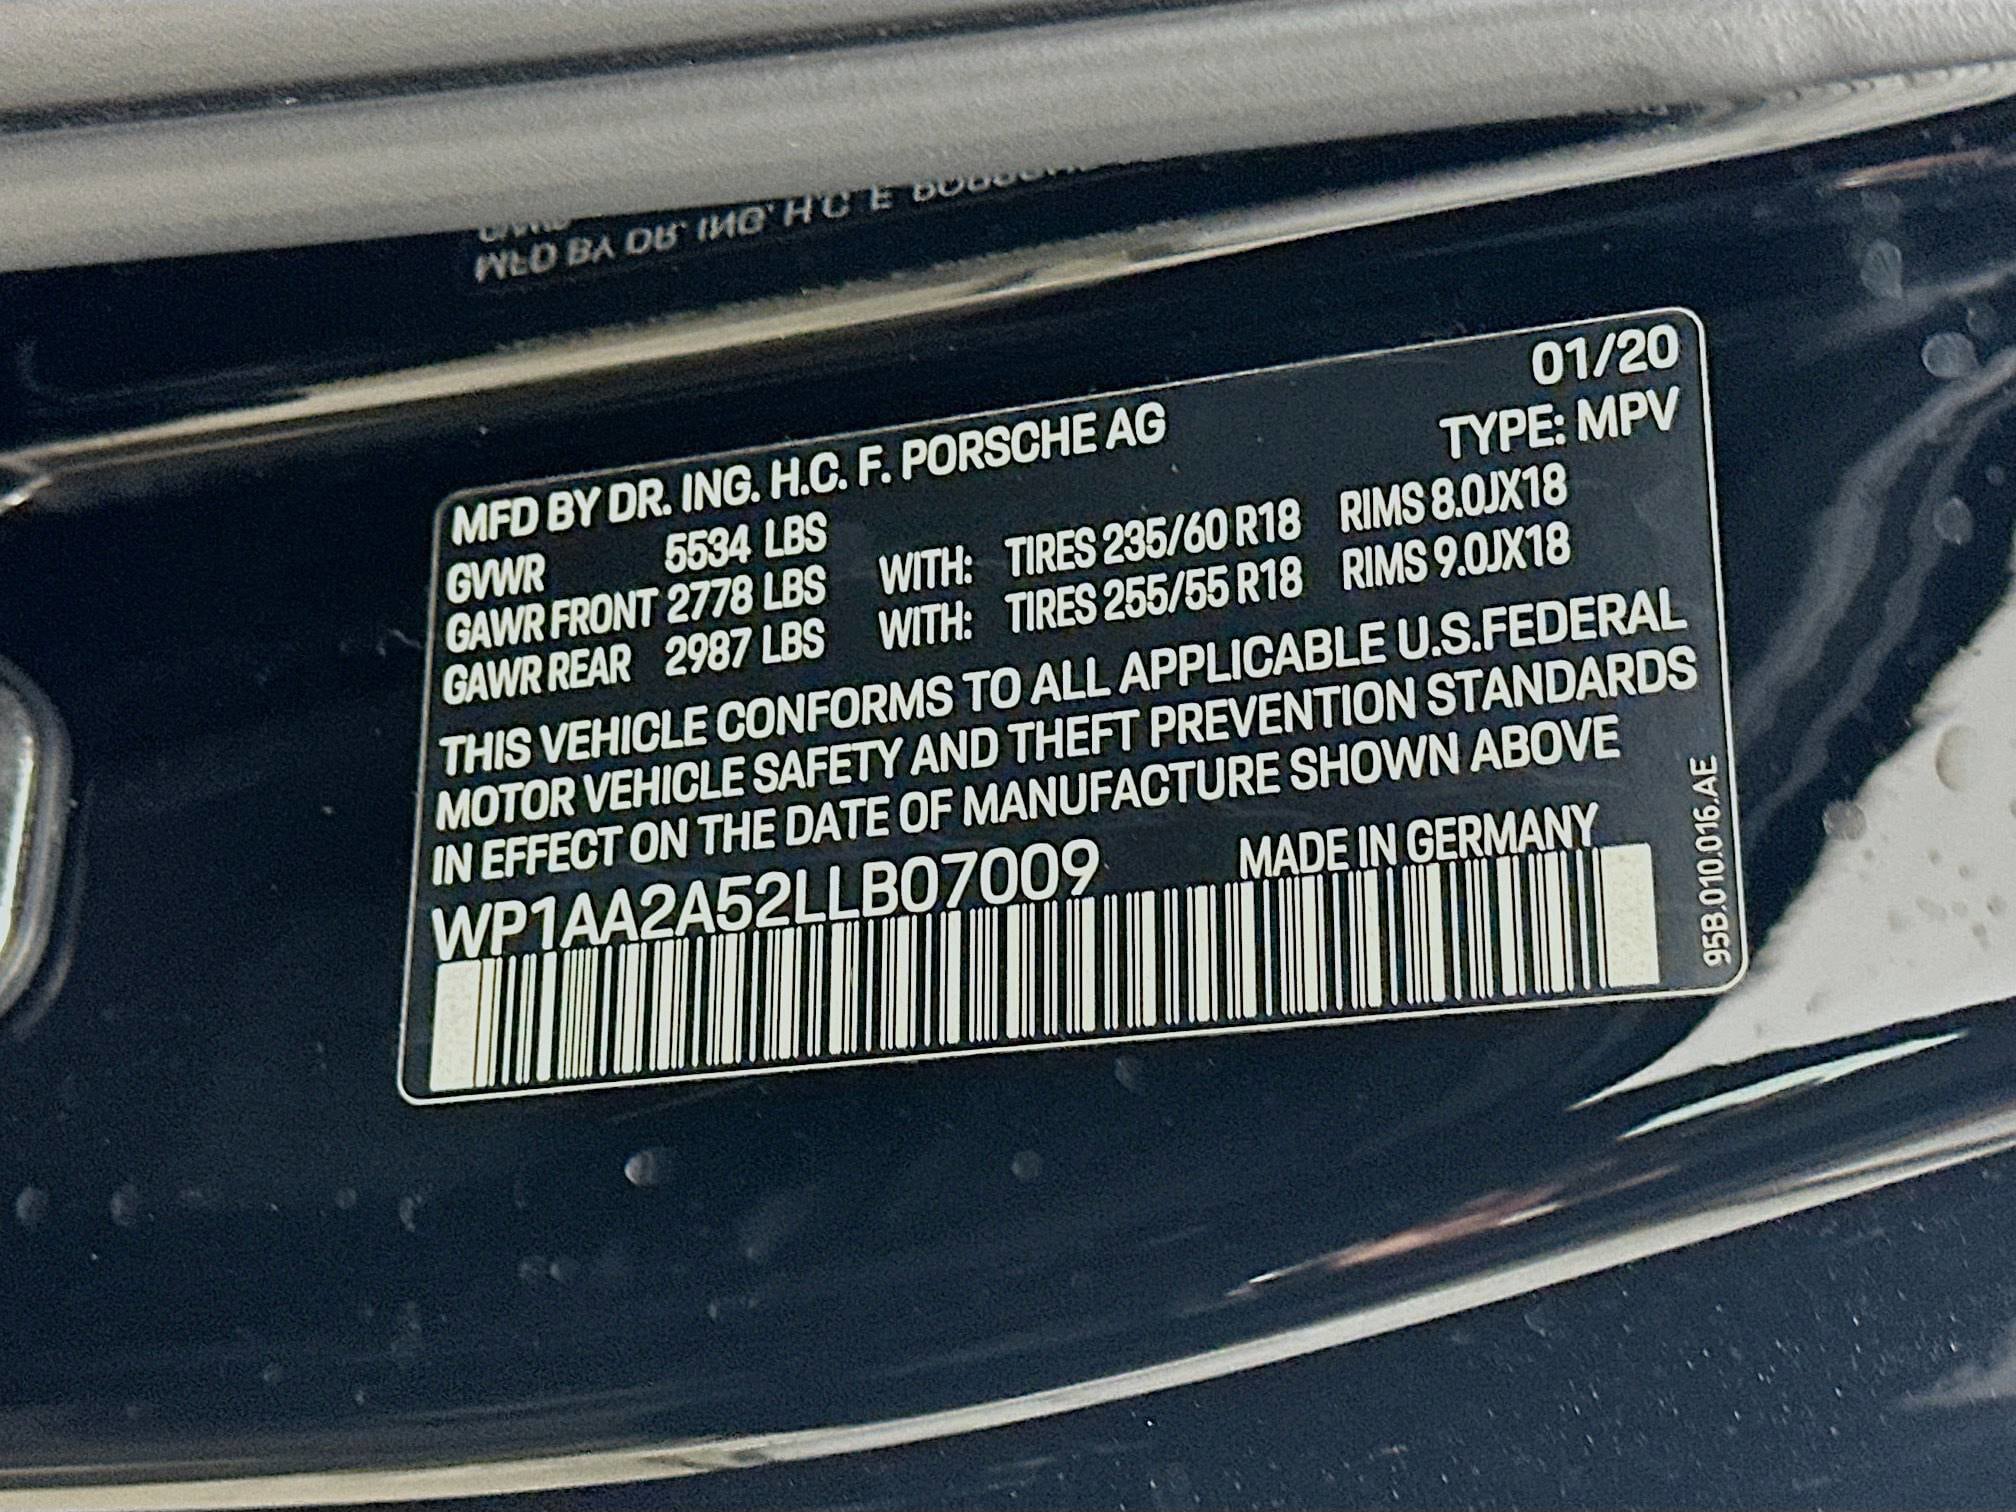 01/20
MFD BY DR. ING. H.C. F. PORSCHE AG TYPE: MPV
GVWR 5534 LBS
GAWR FRONT 2778 LBS WITH: TIRES 235/60 R18 RIMS 8.0JX18
GAWR REAR 2987 LBS WITH: TIRES 255/55 R18 RIMS 9.0JX18
THIS VEHICLE CONFORMS TO ALL APPLICABLE U.S.FEDERAL
MOTOR VEHICLE SAFETY AND THEFT PREVENTION STANDARDS
IN EFFECT ON THE DATE OF MANUFACTURE SHOWN ABOVE
WP1AA2A52LLB07009 MADE IN GERMANY
95B.010.016.AE